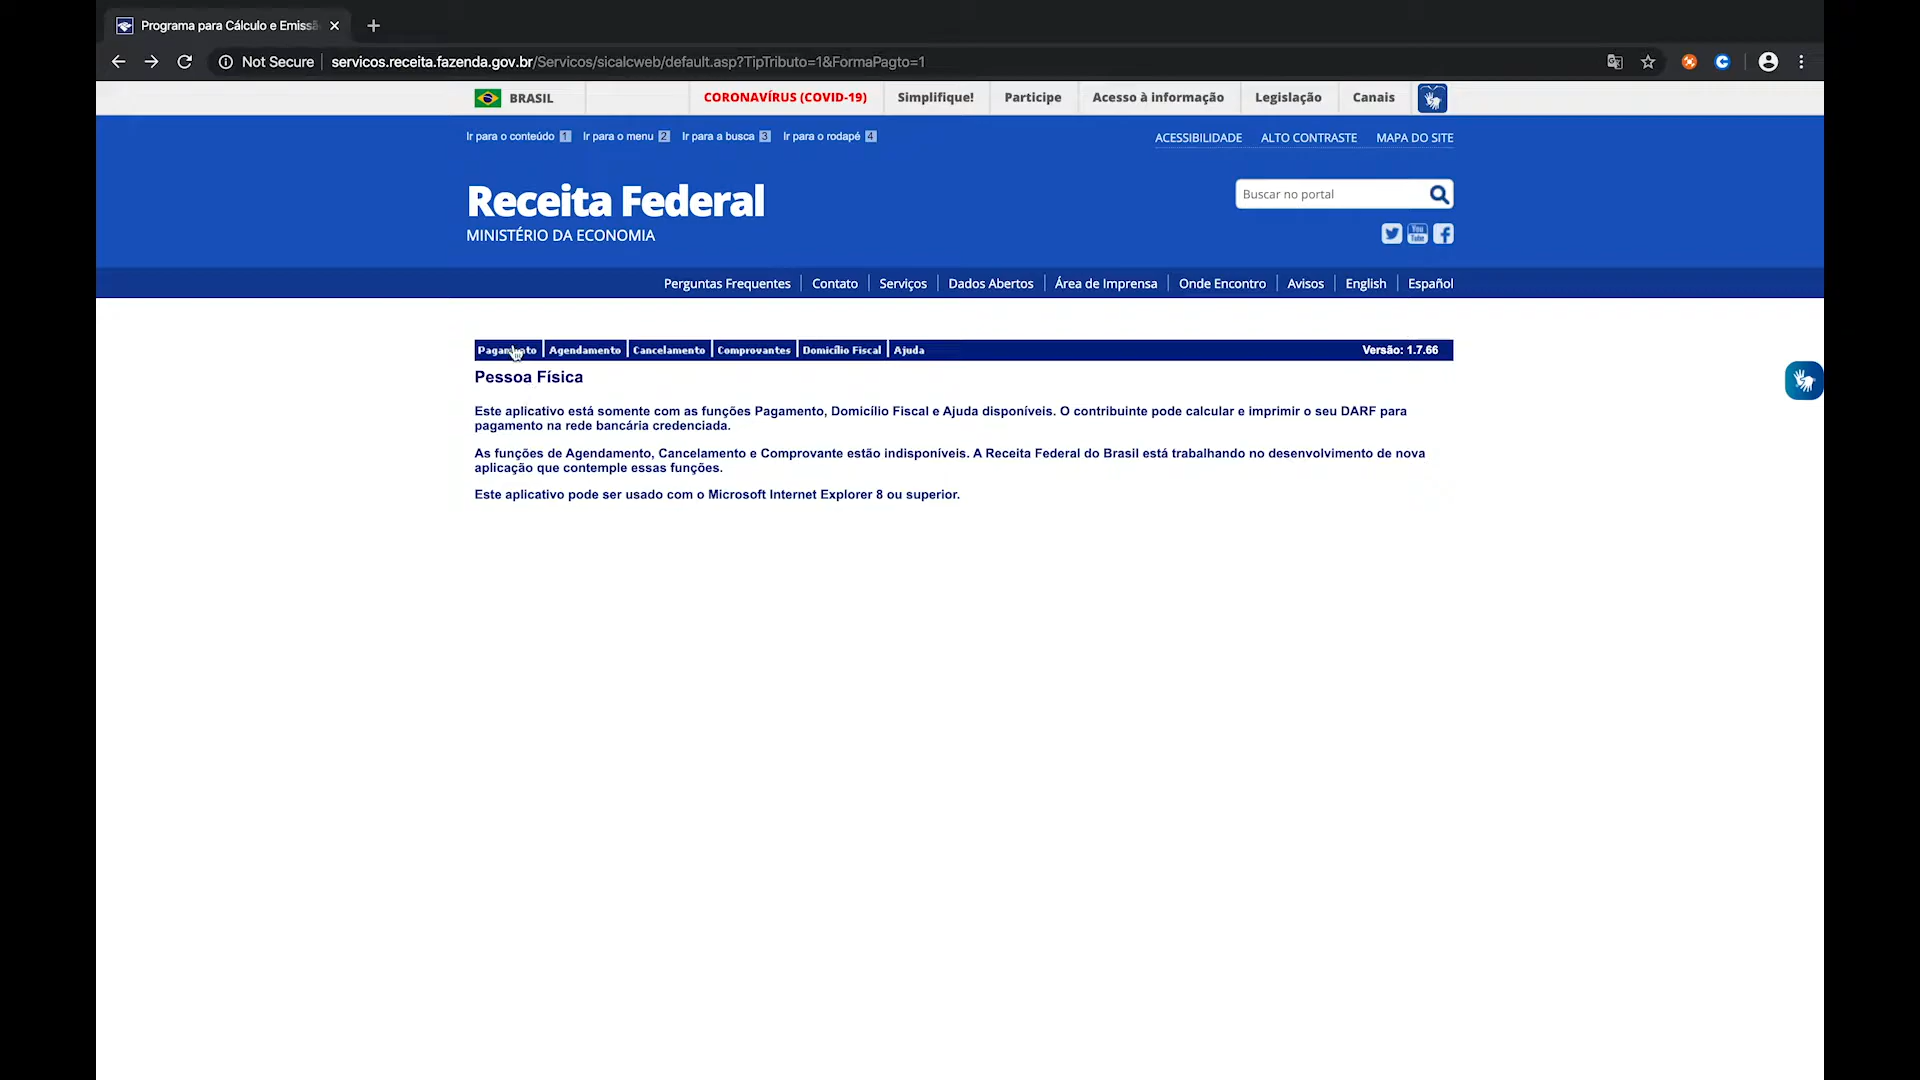 Programa para Cálculo e Emissã
Not Secure servicos.receita.fazenda.gov.br/Servicos/sicalcweb/default.asp?TipTributo=1&FormaPagto=1
BRASIL CORONAVÍRUS (COVID-19) Simplifique! Participe Acesso à informação Legislação Canais
Ir para o conteúdo 1 Ir para o menu 2 Ir para a busca 3 Ir para o rodapé 4 ACESSIBILIDADE ALTO CONTRASTE MAPA DO SITE
Receita Federal
Buscar no portal
MINISTÉRIO DA ECONOMIA
You Tube
Perguntas Frequentes Contato Serviços Dados Abertos Área de Imprensa Onde Encontro Avisos English Español
Agendamento Cancelamento Comprovantes Domicílio Fiscal Ajuda Versão: 1.7.66
Pessoa Física
Este aplicativo está somente com as funções Pagamento, Domicílio Fiscal e Ajuda disponíveis. O contribuinte pode calcular e imprimir o seu DARF para
pagamento na rede bancária credenciada.
As funções de Agendamento, Cancelamento e Comprovante estão indisponíveis. A Receita Federal do Brasil está trabalhando no desenvolvimento de nova
aplicação que contemple essas funções.
Este aplicativo pode ser usado com o Microsoft Internet Explorer 8 ou superior.